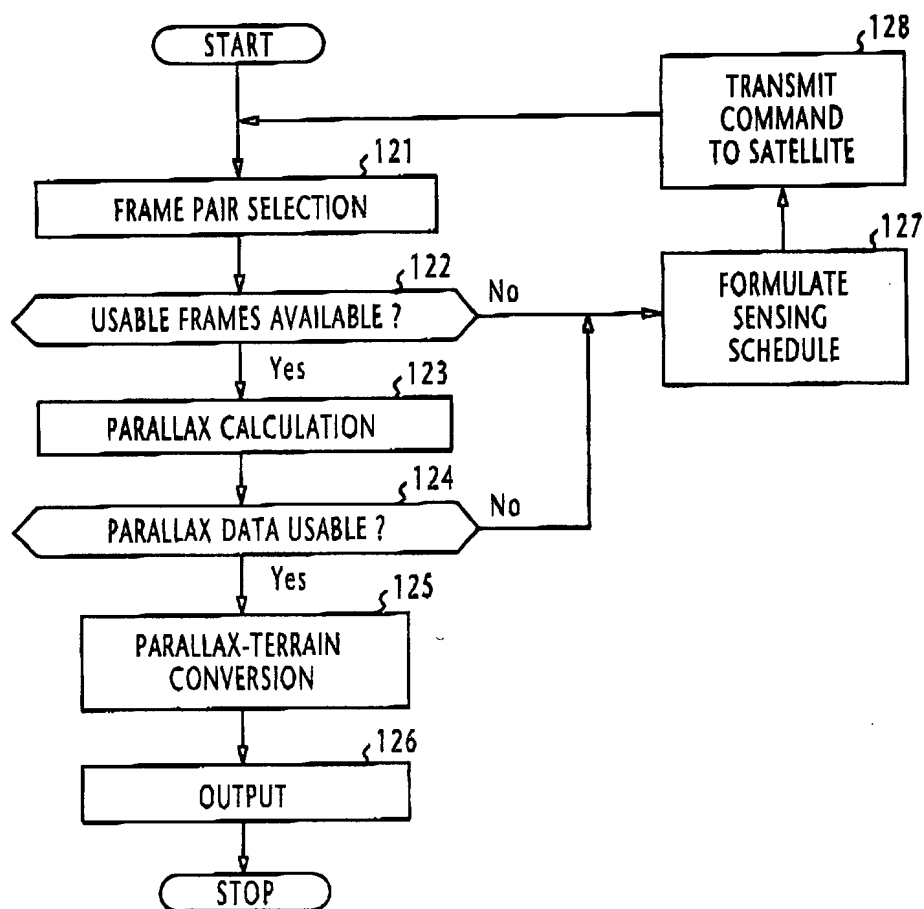 START
121
FRAME PAIR SELECTION
122
USABLE FRAMES AVAILABLE ?
No
Yes
123
PARALLAX CALCULATION
124
PARALLAX DATA USABLE ?
No
Yes
125
PARALLAX-TERRAIN
CONVERSION
126
OUTPUT
STOP
127
FORMULATE
SENSING
SCHEDULE
128
TRANSMIT
COMMAND
TO SATELLITE